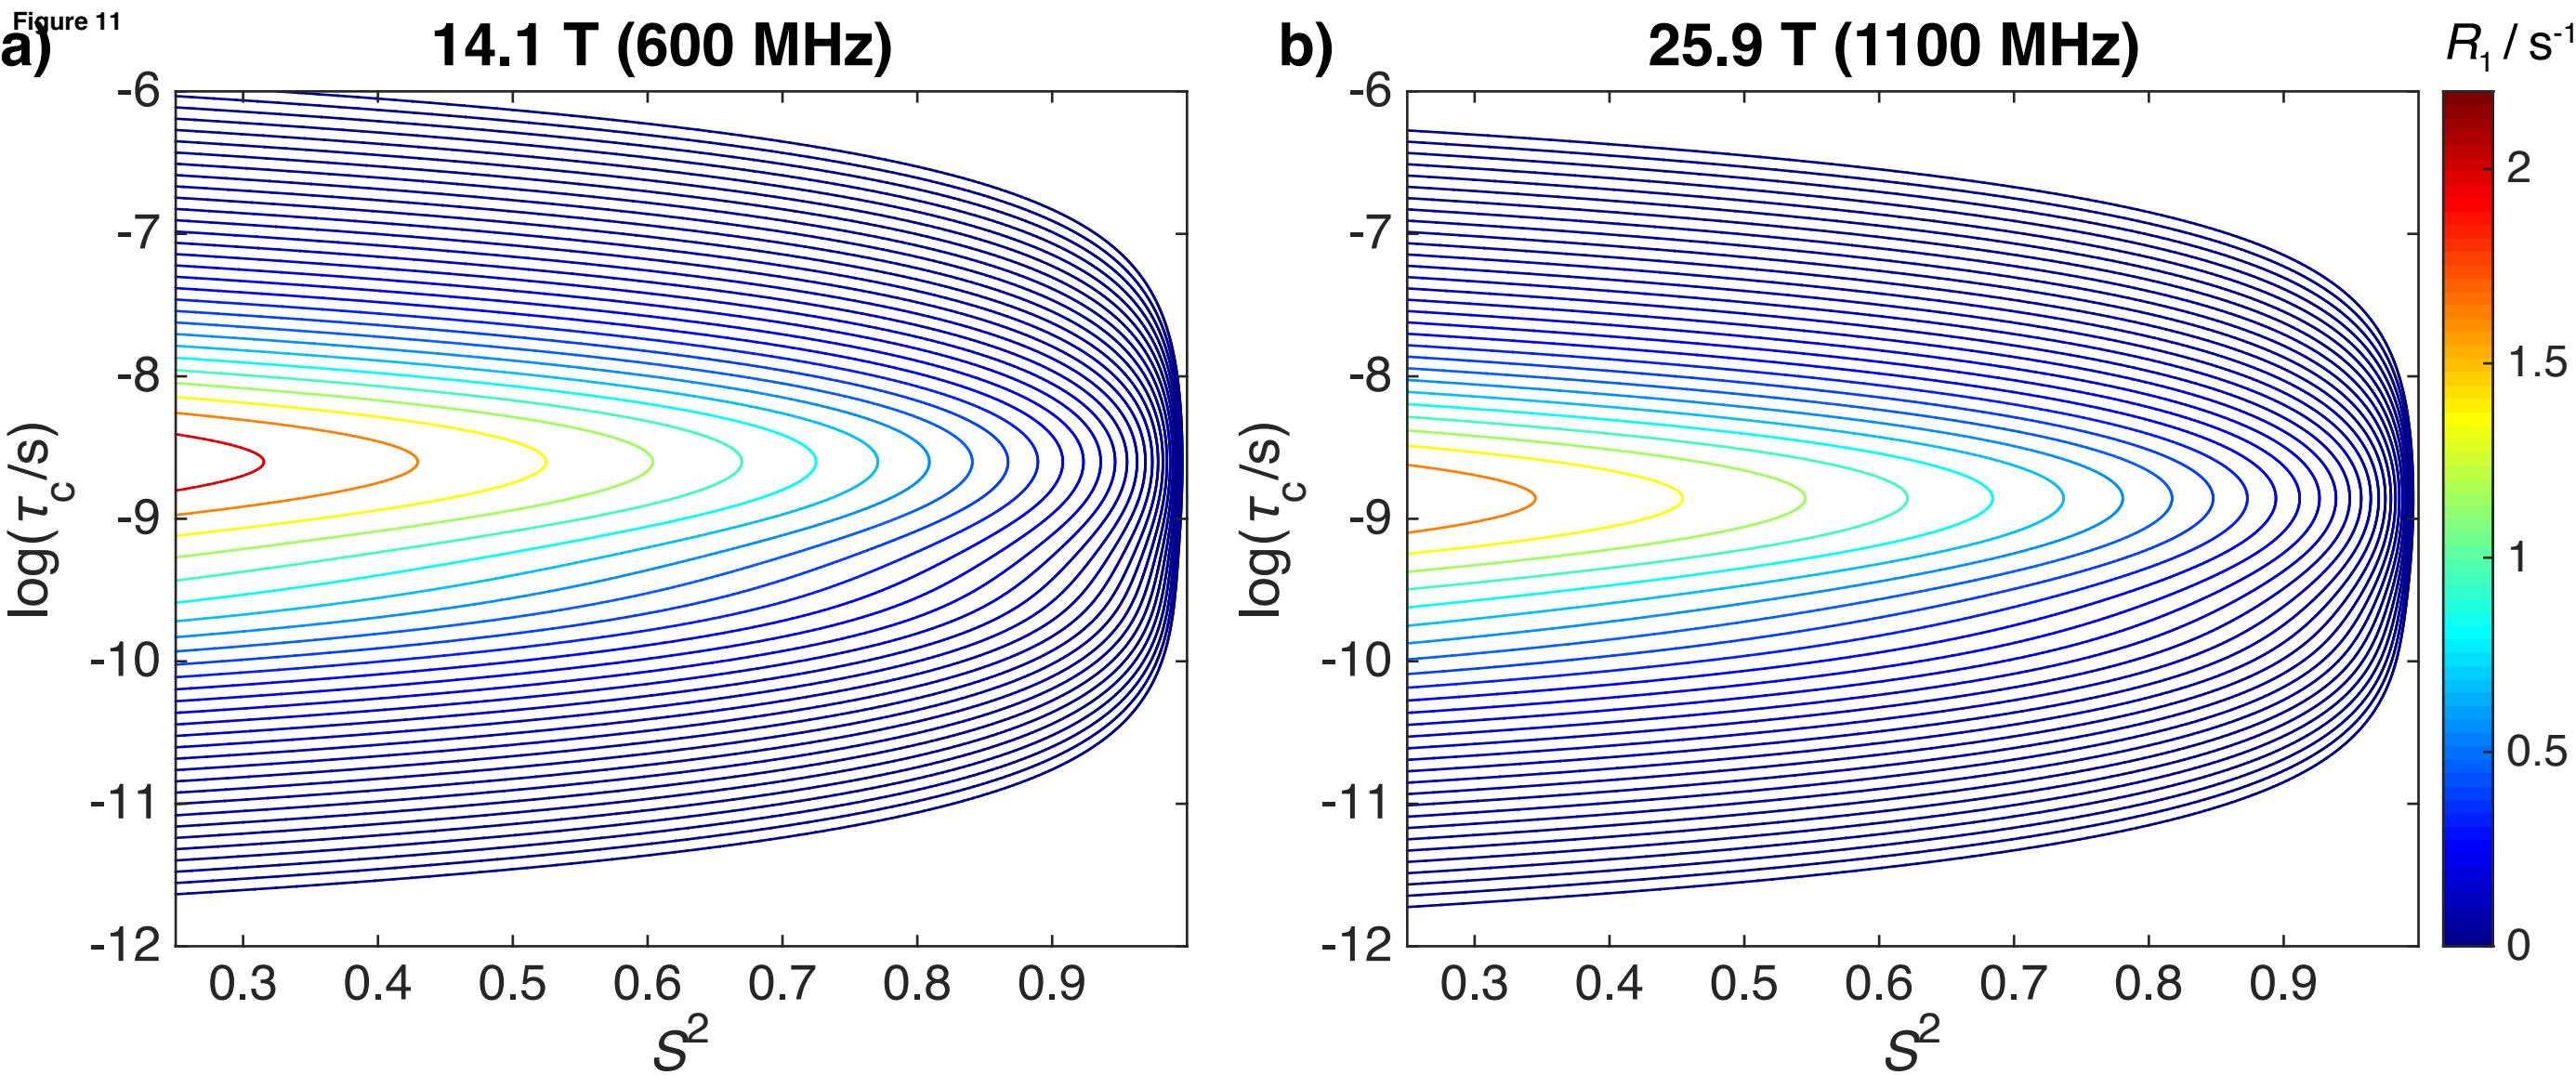 Figure 11
a)
14.1 T (600 MHz)
b)
25.9 T (1100 MHz)
R1 / s-1
-6
-7
-8
-9
-10
-11
-12
log(τc/s)
0.3 0.4 0.5 0.6 0.7 0.8 0.9
S2
-6
-7
-8
-9
-10
-11
-12
log(τc/s)
0.3 0.4 0.5 0.6 0.7 0.8 0.9
S2
2
1.5
1
0.5
0